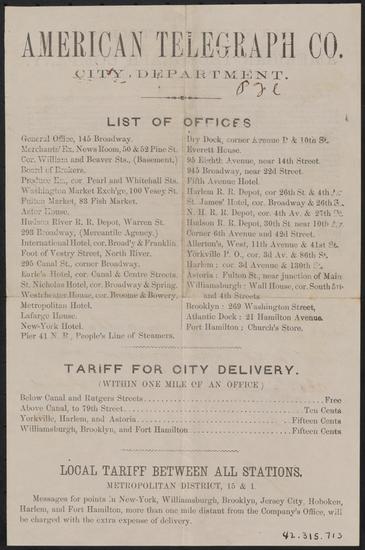 AMERICAN TELEGRAPH CO.
CITY DEPARTMENT.
LIST OF OFFICES
General Office, 145 Broadway.
Merchants' Ex. News Room, 50 & 52 Pine St.
Cor. William and Beaver Sts., (Basement.)
Board of Brokers.
Produce Ex., cor. Pearl and Whitehall Sts.
Washington Market Exch'ge, 100 Vesey St.
Fulton Market, 83 Fish Market.
Astor House.
Hudson River R. R. Depot, Warren St.
293 Broadway, (Mercantile Agency.)
International Hotel, cor. Broad'y & Franklin.
Foot of Vestry Street, North River.
295 Canal St., corner Broadway.
Earle's Hotel, cor. Canal & Centre Streets.
St. Nicholas Hotel, cor. Broadway & Spring.
Westchester House, cor. Broome & Bowery.
Metropolitan Hotel.
Lafarge House.
New-York Hotel.
Pier 41 N. R., People's Line of Steamers.
Dry Dock, corner Avenue D & 10th St.
Everett House.
95 Eighth Avenue, near 14th Street.
945 Broadway, near 22d Street.
Fifth Avenue Hotel.
Harlem R. R. Depot, cor 26th St & 4th Av
St. James' Hotel, cor. Broadway & 26th S.
N. H. R. R. Depot, cor. 4th Av. & 27th St.
Hudson R. R. Depot, 30th St near 10th Av.
Corner 6th Avenue and 42d Street.
Allerton's, West, 11th Avenue & 41st St.
Yorkville P. O., cor. 3d Av. & 86th St.
Harlem : cor. 3d Avenue & 130th St.
Astoria : Fulton St., near junction of Main
Williamsburgh : Wall House, cor. South 5th
and 4th Streets
Brooklyn : 269 Washington Street,
Atlantic Dock : 21 Hamilton Avenue.
Fort Hamilton : Church's Store.
TARIFF FOR CITY DELIVERY.
(WITHIN ONE MILE OF AN OFFICE.)
Below Canal and Rutgers Streets Free
Above Canal, to 79th Street Ten Cents
Yorkville, Harlem, and Astoria Fifteen Cents
Williamsburgh, Brooklyn, and Fort Hamilton Fifteen Cents
LOCAL TARIFF BETWEEN ALL STATIONS.
METROPOLITAN DISTRICT, 15 & 1.
Messages for points in New-York, Williamsburgh, Brooklyn, Jersey City, Hoboken,
Harlem, and Fort Hamilton, more than one mile distant from the Company's Office, will
be charged with the extra expense of delivery.
42.315.713